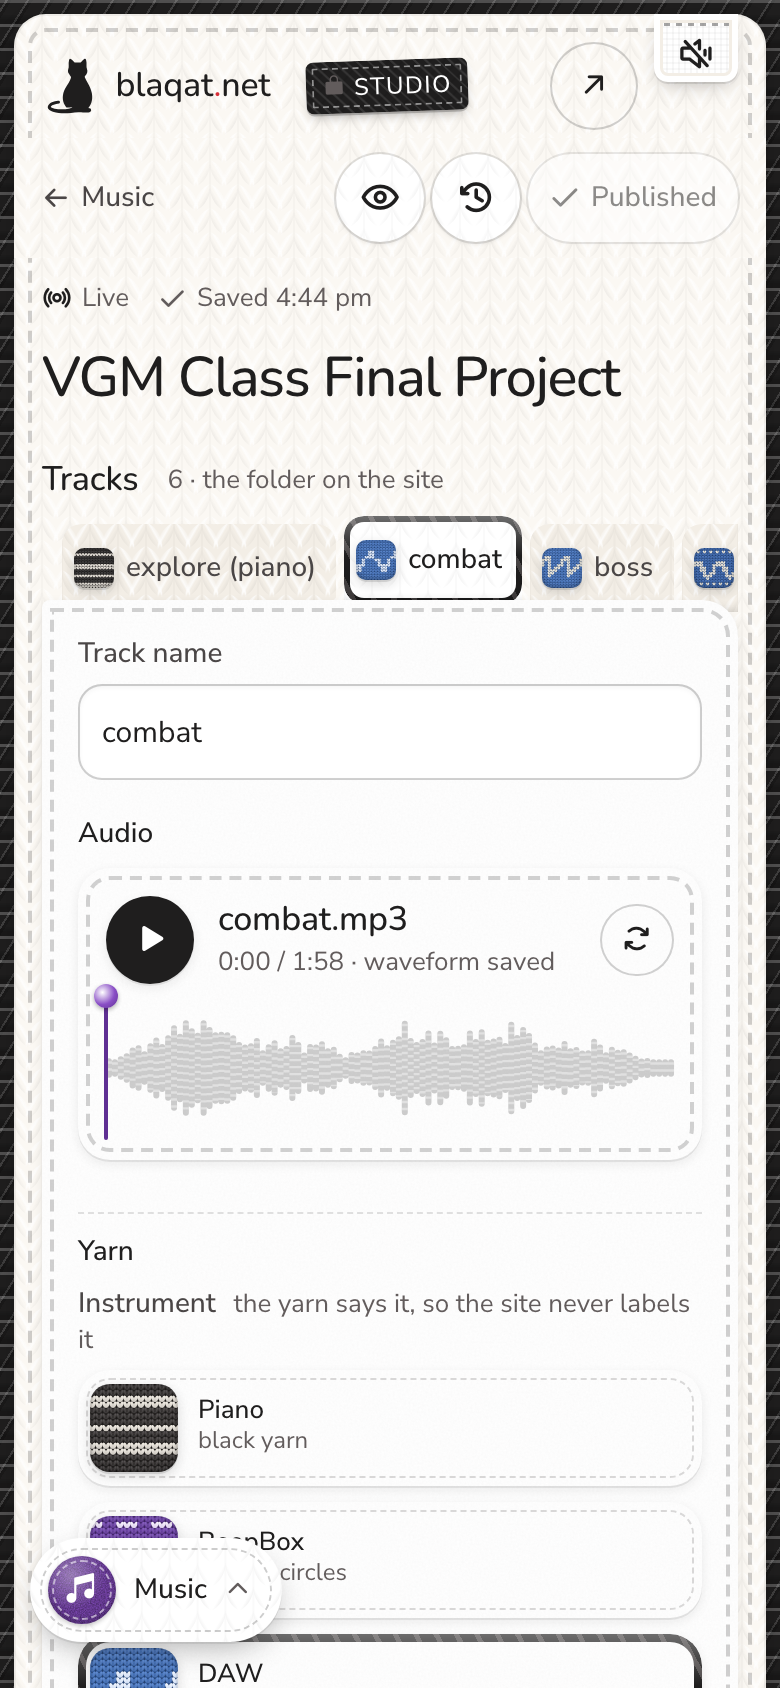 blaqat.net
STUDIO
Music
Published
Live
Saved 4:44 pm
VGM Class Final Project
Tracks
6 · the folder on the site
explore (piano)
combat
boss
Track name
combat
Audio
combat.mp3
0:00 / 1:58 · waveform saved
Yarn
Instrument the yarn says it, so the site never labels
it
Piano
black yarn
circles
Music
DAW